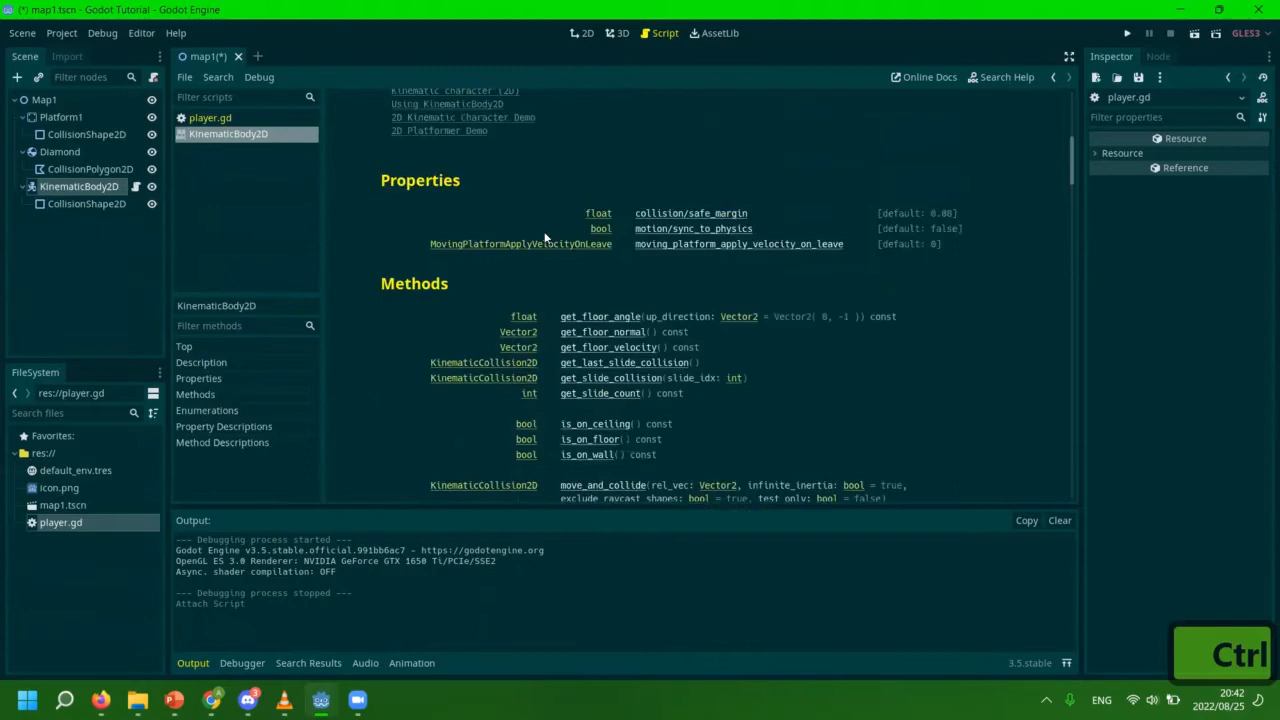 (*) map1.tscn - Godot Tutorial - Godot Engine
Scene Project Debug Editor Help
2D 3D Script AssetLib
GLES3
Scene Import
Filter nodes
Map1
Platform1
CollisionShape2D
Diamond
CollisionPolygon2D
KinematicBody2D
CollisionShape2D
FileSystem
res://player.gd
Search files
Favorites:
res://
default_env.tres
icon.png
map1.tscn
player.gd
map1(*)
File Search Debug
Online Docs Search Help
Filter scripts
player.gd
KinematicBody2D
KinematicBody2D
Filter methods
Top
Description
Properties
Methods
Enumerations
Property Descriptions
Method Descriptions
Kinematic character (2D)
Using KinematicBody2D
2D Kinematic Character Demo
2D Platformer Demo
Properties
float collision/safe_margin [default: 0.08]
bool motion/sync_to_physics [default: false]
MovingPlatformApplyVelocityOnLeave moving_platform_apply_velocity_on_leave [default: 0]
Methods
float get_floor_angle(up_direction: Vector2 = Vector2( 0, -1 )) const
Vector2 get_floor_normal() const
Vector2 get_floor_velocity() const
KinematicCollision2D get_last_slide_collision()
KinematicCollision2D get_slide_collision(slide_idx: int)
int get_slide_count() const
bool is_on_ceiling() const
bool is_on_floor() const
bool is_on_wall() const
KinematicCollision2D move_and_collide(rel_vec: Vector2, infinite_inertia: bool = true,
exclude_raycast_shapes: bool = true, test_only: bool = false)
Output:
Copy Clear
--- Debugging process started ---
Godot Engine v3.5.stable.official.991bb6ac7 - https://godotengine.org
OpenGL ES 3.0 Renderer: NVIDIA GeForce GTX 1650 Ti/PCIe/SSE2
Async. shader compilation: OFF
--- Debugging process stopped ---
Attach Script
Output Debugger Search Results Audio Animation
3.5.stable
Inspector Node
player.gd
Filter properties
Resource
Resource
Reference
Ctrl
3
ENG
20:42
2022/08/25